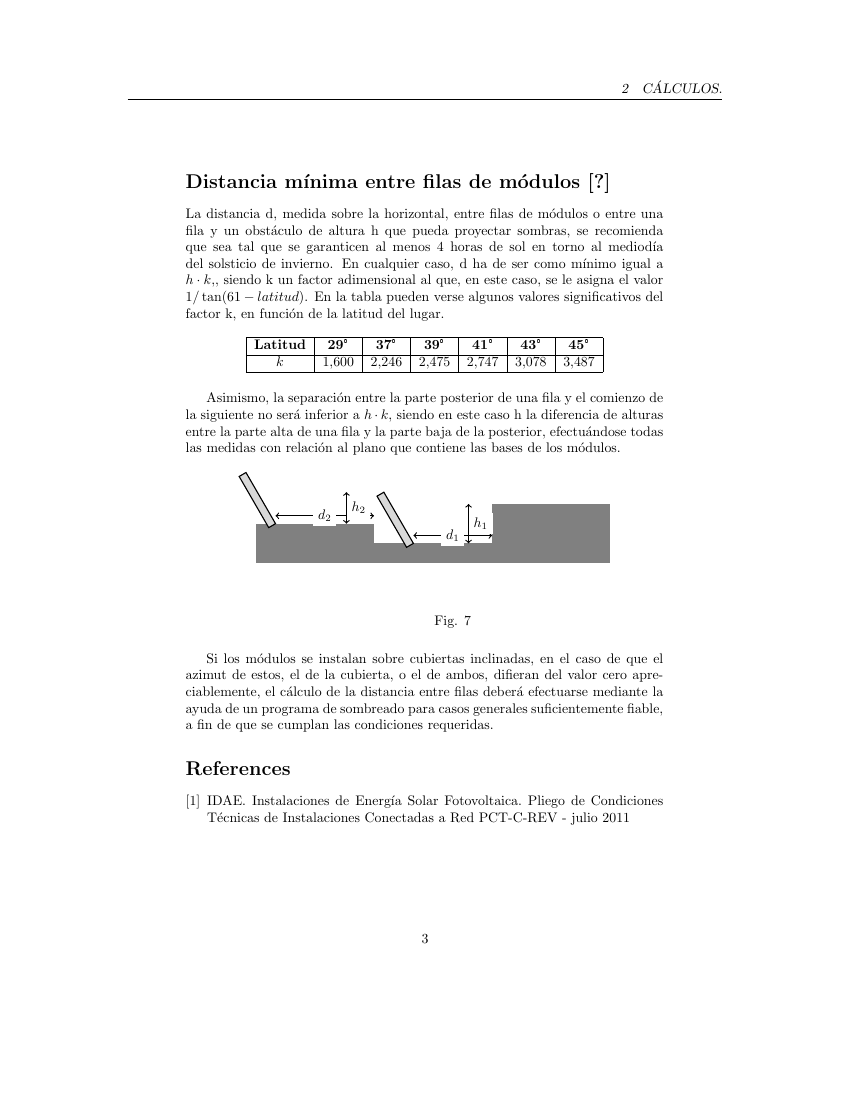 2 CÁLCULOS.
Distancia mínima entre filas de módulos [?]
La distancia d, medida sobre la horizontal, entre filas de módulos o entre una
fila y un obstáculo de altura h que pueda proyectar sombras, se recomienda
que sea tal que se garanticen al menos 4 horas de sol en torno al mediodía
del solsticio de invierno. En cualquier caso, d ha de ser como mínimo igual a
h · k,, siendo k un factor adimensional al que, en este caso, se le asigna el valor
1/ tan(61 − latitud). En la tabla pueden verse algunos valores significativos del
factor k, en función de la latitud del lugar.
Latitud 29° 37° 39° 41° 43° 45°
k 1,600 2,246 2,475 2,747 3,078 3,487
Asimismo, la separación entre la parte posterior de una fila y el comienzo de
la siguiente no será inferior a h · k, siendo en este caso h la diferencia de alturas
entre la parte alta de una fila y la parte baja de la posterior, efectuándose todas
las medidas con relación al plano que contiene las bases de los módulos.
d₂ h₂
d₁ h₁
Fig. 7
Si los módulos se instalan sobre cubiertas inclinadas, en el caso de que el
azimut de estos, el de la cubierta, o el de ambos, difieran del valor cero apre-
ciablemente, el cálculo de la distancia entre filas deberá efectuarse mediante la
ayuda de un programa de sombreado para casos generales suficientemente fiable,
a fin de que se cumplan las condiciones requeridas.
References
[1] IDAE. Instalaciones de Energía Solar Fotovoltaica. Pliego de Condiciones
Técnicas de Instalaciones Conectadas a Red PCT-C-REV - julio 2011
3